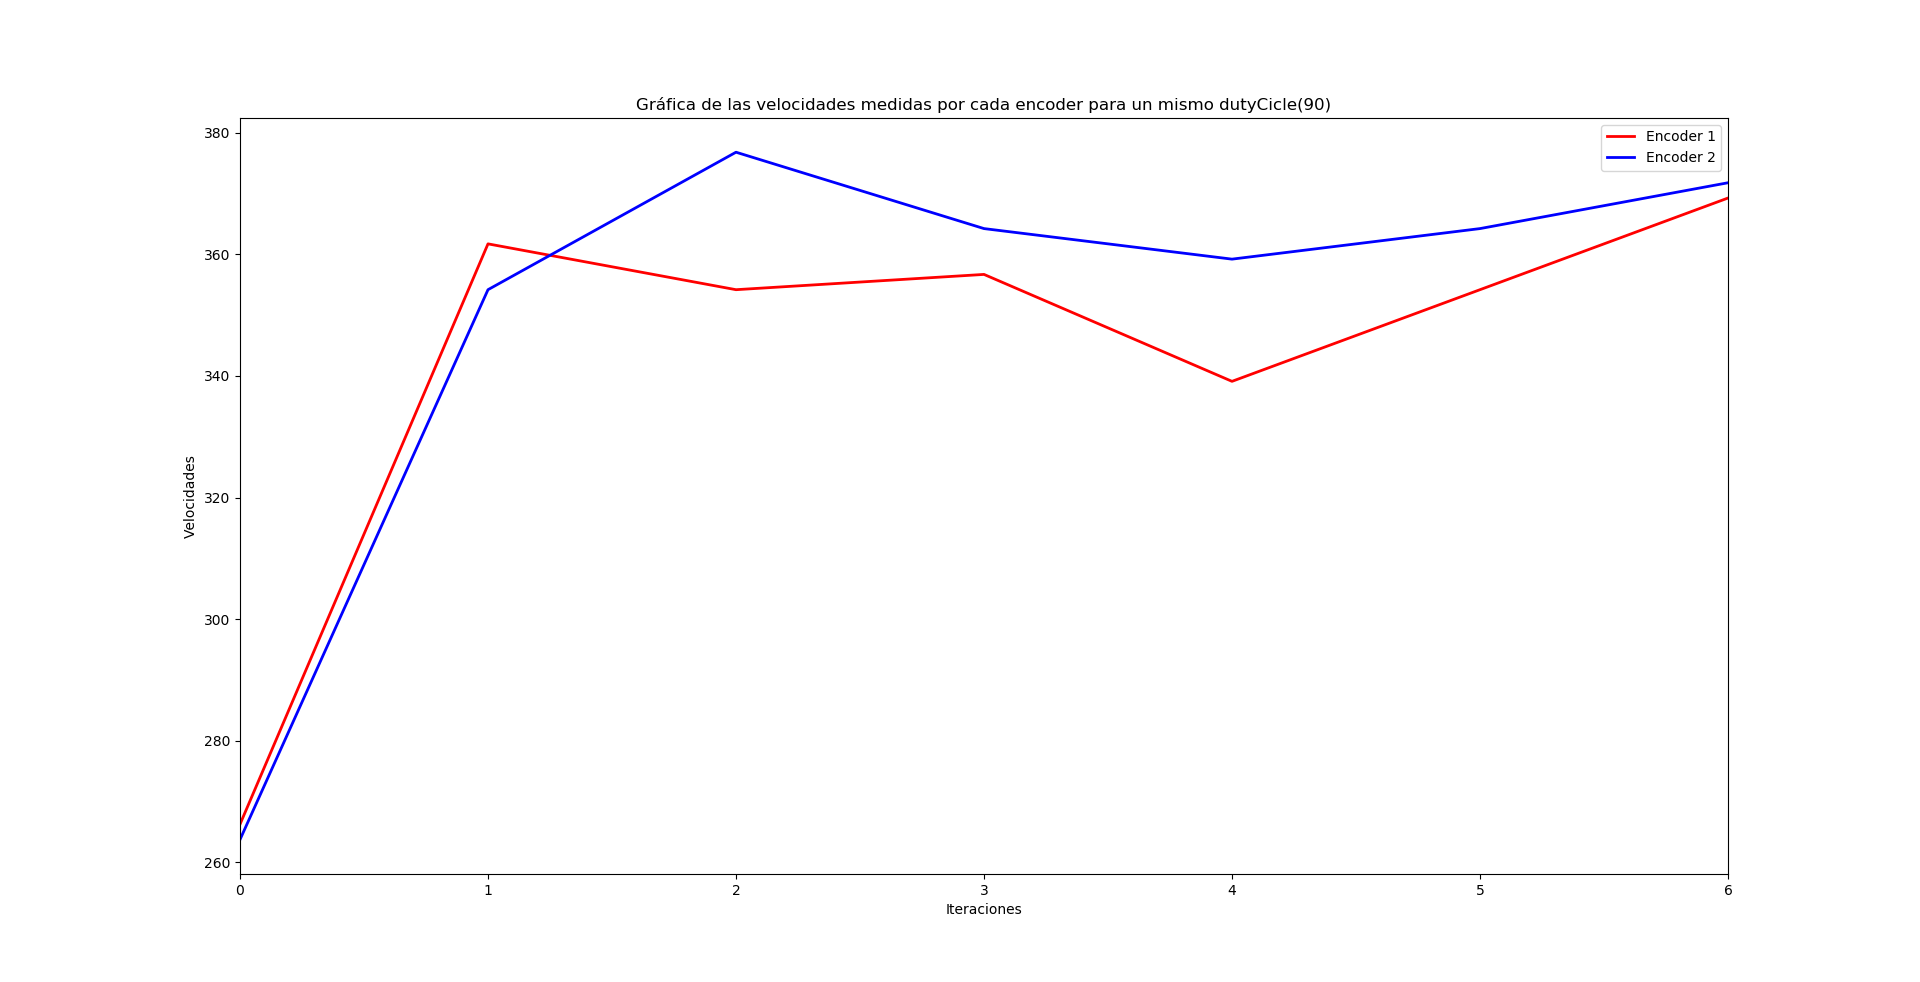 Gráfica de las velocidades medidas por cada encoder para un mismo dutyCicle(90)
Encoder 1
Encoder 2
380
360
340
320
300
280
260
Velocidades
0 1 2 3 4 5 6
Iteraciones